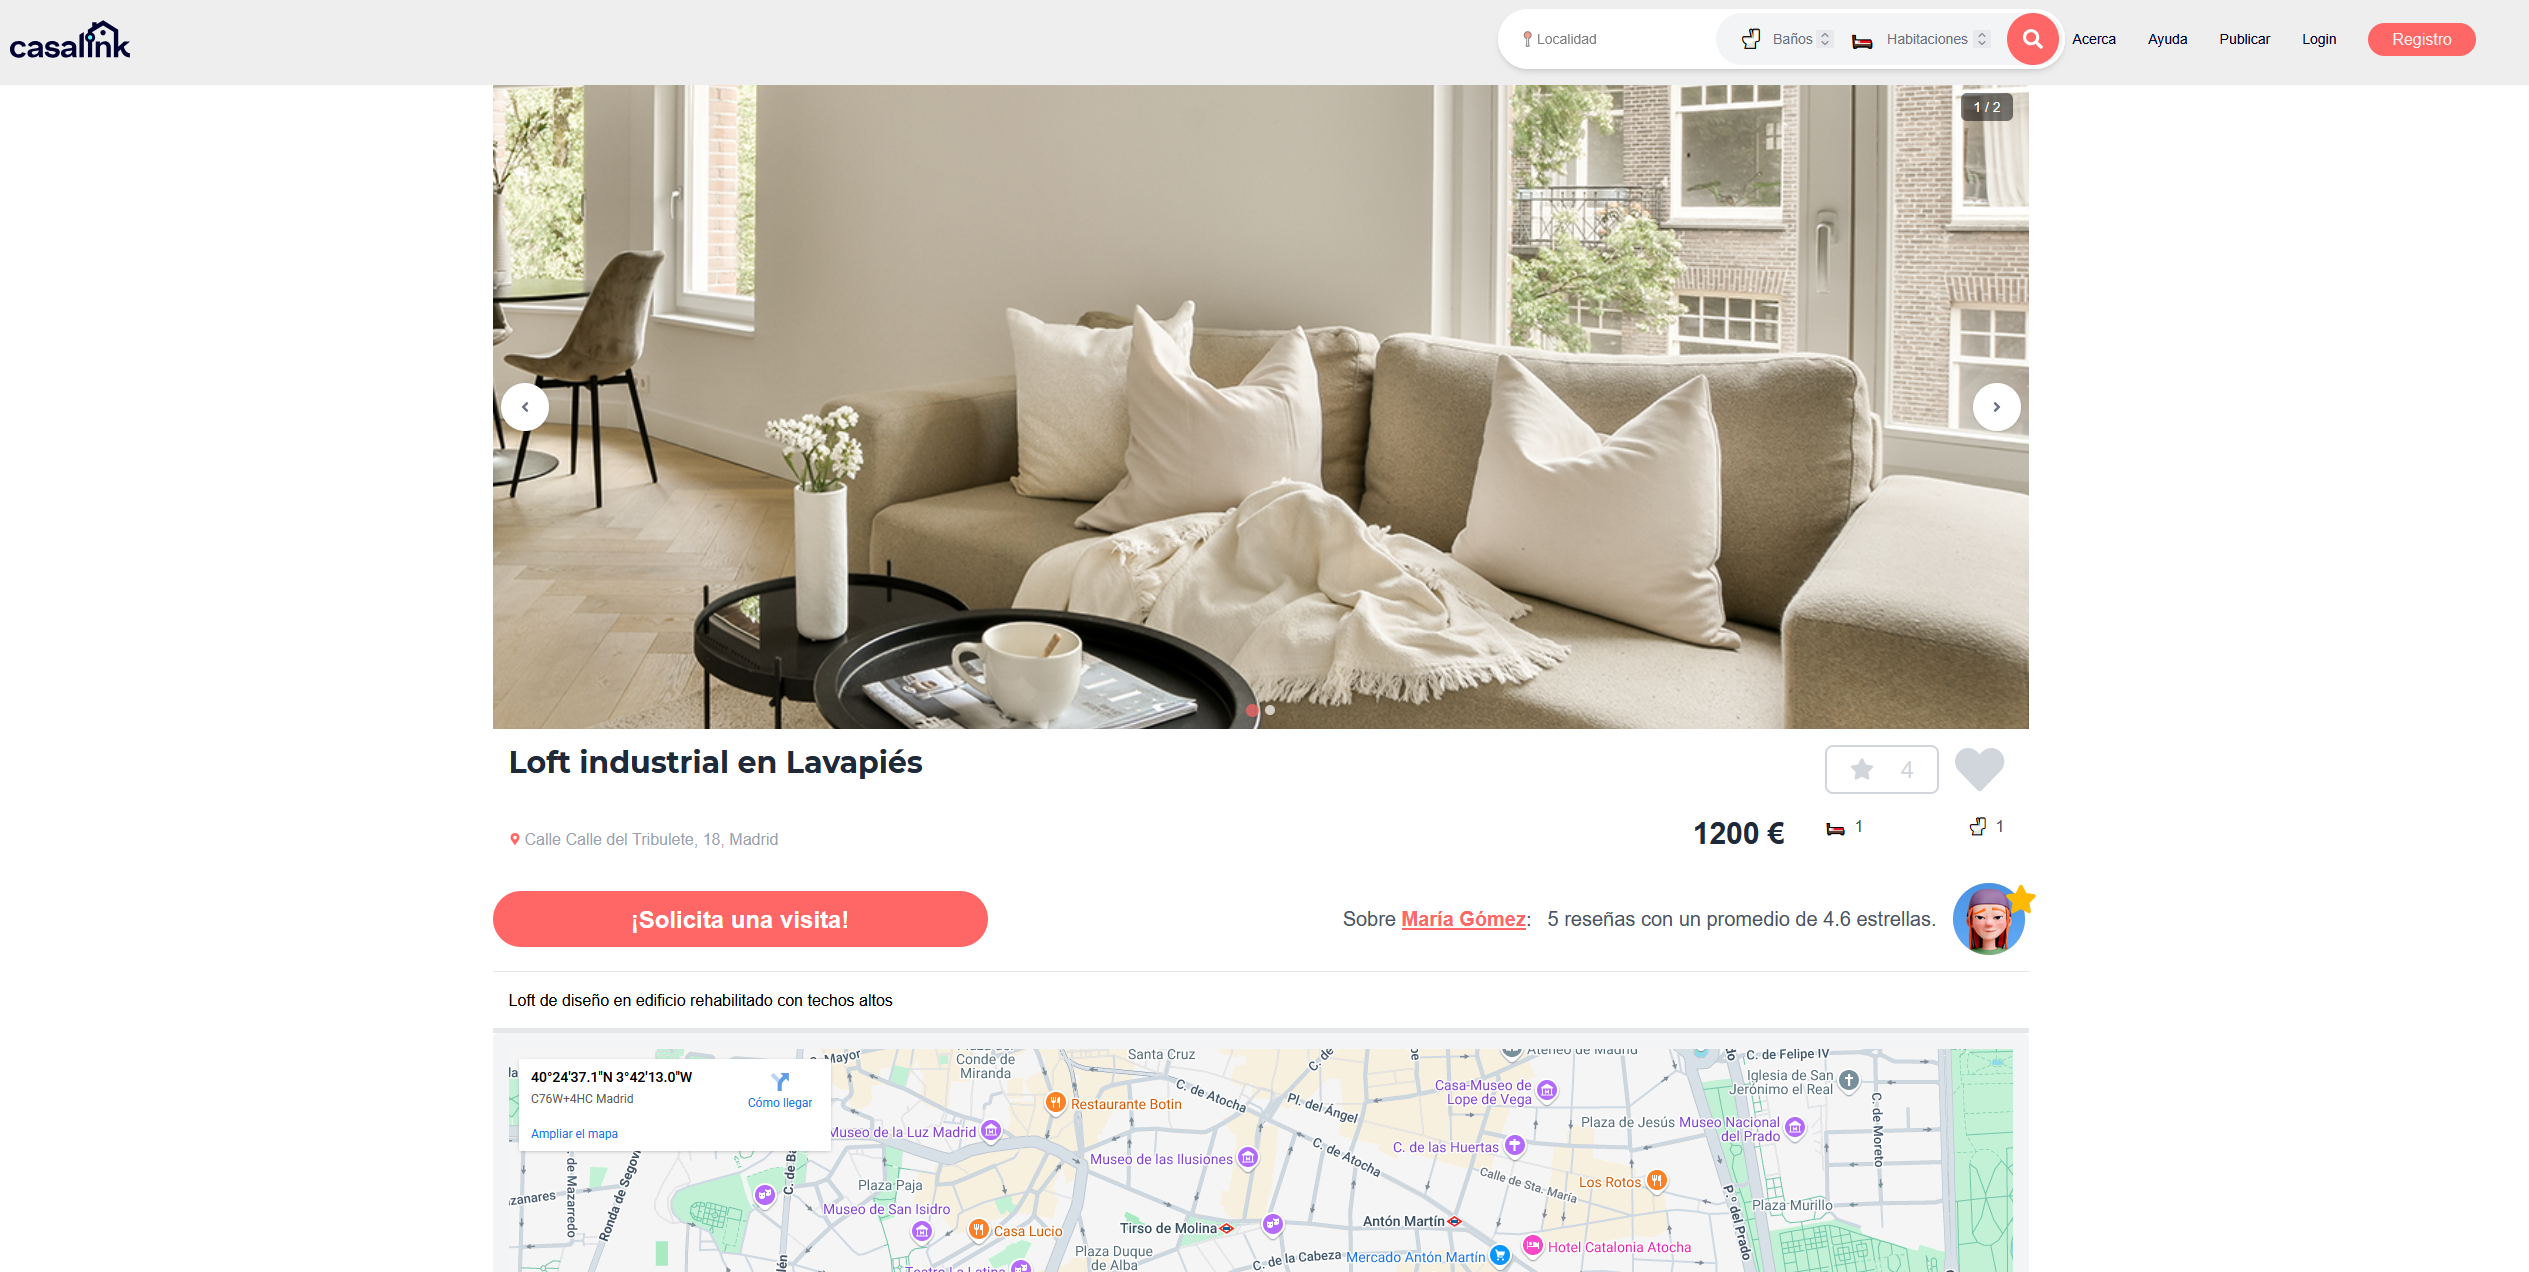 casalink
Localidad
Baños
Habitaciones
Acerca
Ayuda
Publicar
Login
Registro
1 / 2
Loft industrial en Lavapiés
4
Calle Calle del Tribulete, 18, Madrid
1200 €
1
1
¡Solicita una visita!
Sobre María Gómez: 5 reseñas con un promedio de 4.6 estrellas.
Loft de diseño en edificio rehabilitado con techos altos
40°24'37.1"N 3°42'13.0"W
C76W+4HC Madrid
Cómo llegar
Ampliar el mapa
C. Mayor
Conde de
Miranda
Santa Cruz
C. de
Ateneo de Madrid
C. de Felipe IV
Iglesia de San
Jerónimo el Real
Casa-Museo de
Lope de Vega
Restaurante Botin
C. de Atocha
Pl. del Ángel
C. de Moreto
Museo de la Luz Madrid
Plaza de Jesús
Museo Nacional
del Prado
C. de las Huertas
C. de Atocha
Museo de las Ilusiones
Calle de Sta. María
Los Rotos
Plaza Paja
de Mazarredo
Ronda de Segovi
C. de Ba
Museo de San Isidro
P.º del Prado
Plaza Murillo
Casa Lucio
Tirso de Molina
Antón Martín
Plaza Duque
de Alba
C. de la Cabeza
Mercado Antón Martín
Hotel Catalonia Atocha
Teatro La Latina